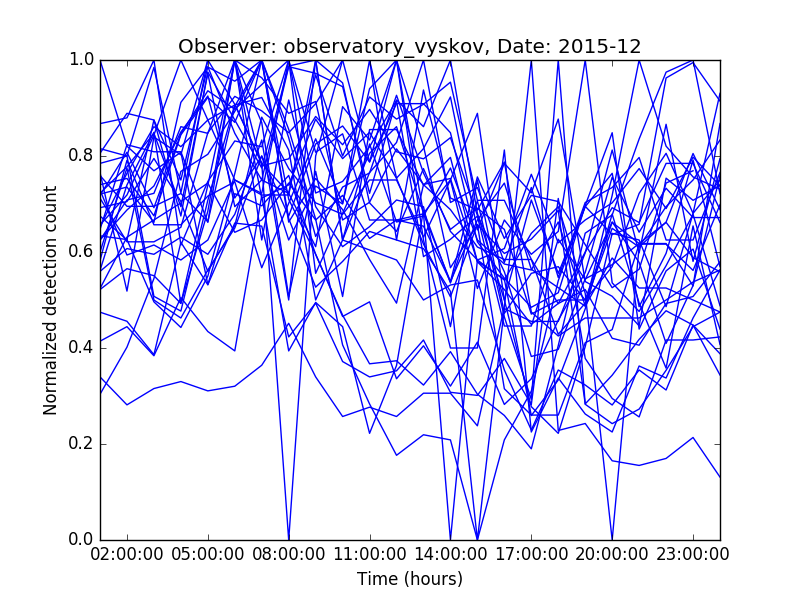 Observer: observatory_vyskov, Date: 2015-12
1.0
0.8
0.6
0.4
0.2
0.0
Normalized detection count
02:00:00 05:00:00 08:00:00 11:00:00 14:00:00 17:00:00 20:00:00 23:00:00
Time (hours)